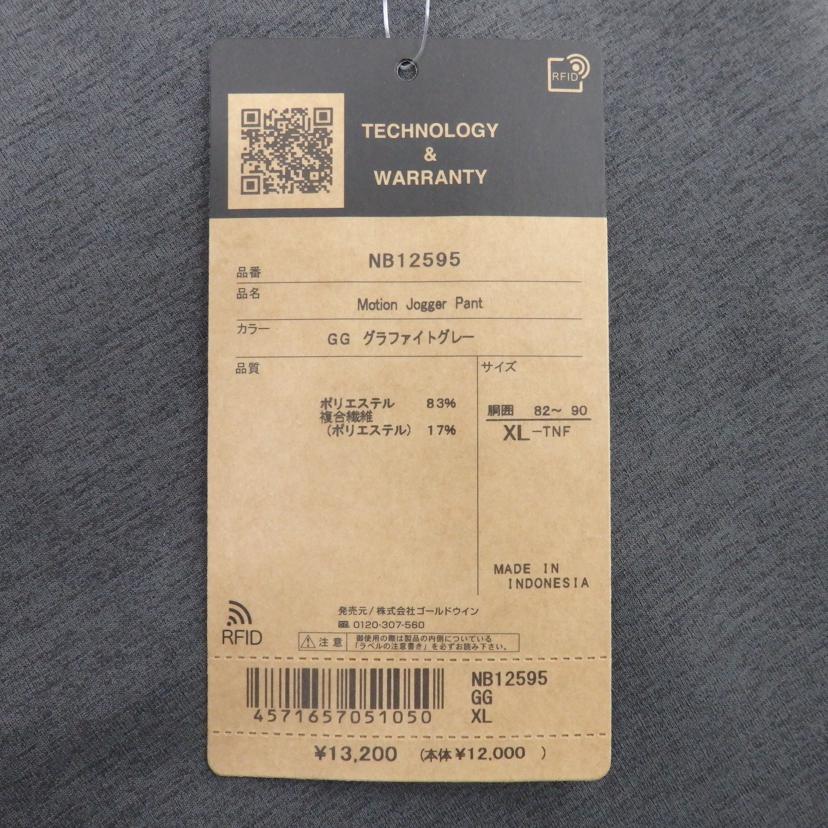 RFID
TECHNOLOGY
&
WARRANTY
品番 NB12595
品名 Motion Jogger Pant
カラー GG グラファイトグレー
品質
サイズ
ポリエステル 83%
複合繊維
(ポリエステル) 17%
胴囲 82~ 90
XL-TNF
MADE IN
INDONESIA
RFID
発売元/株式会社ゴールドウイン
0120-307-560
注意 御使用の際は製品の内側についている
「ラベルの注意書き」を必ずお読み下さい。
4571657051050
NB12595
GG
XL
¥13,200 (本体¥12,000 )